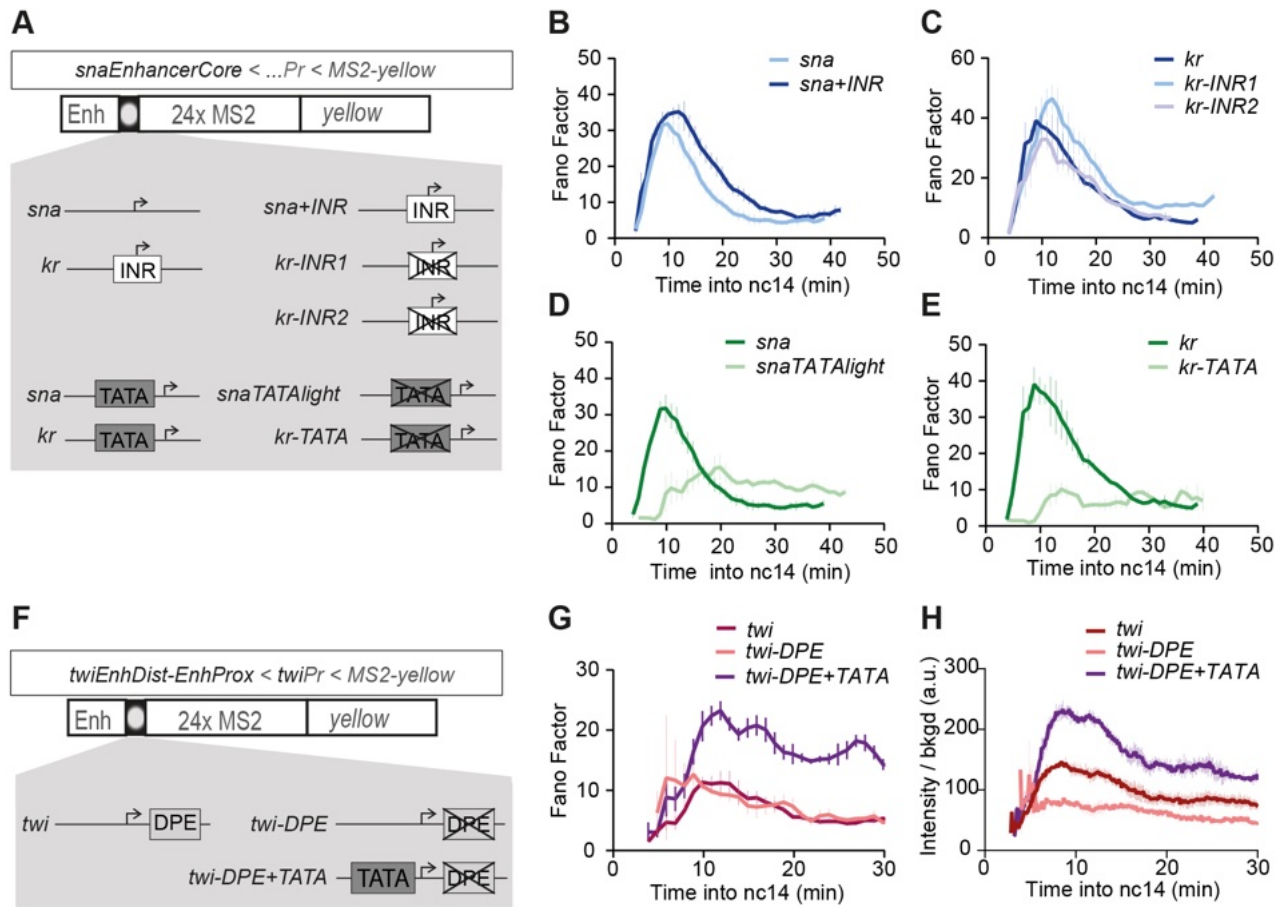 A
snaEnhancerCore < ...Pr < MS2-yellow
Enh
24x MS2
yellow
sna
sna+INR
INR
kr
INR
kr-INR1
INR
kr-INR2
INR
sna
TATA
snaTATAlight
TATA
kr
TATA
kr-TATA
TATA
B
sna
sna+INR
Fano Factor
50
40
30
20
10
0
0 10 20 30 40 50
Time into nc14 (min)
C
kr
kr-INR1
kr-INR2
Fano Factor
60
40
20
0
0 10 20 30 40 50
Time into nc14 (min)
D
sna
snaTATAlight
Fano Factor
50
40
30
20
10
0
0 10 20 30 40 50
Time into nc14 (min)
E
kr
kr-TATA
Fano Factor
50
40
30
20
10
0
0 10 20 30 40 50
Time into nc14 (min)
F
twiEnhDist-EnhProx < twiPr < MS2-yellow
Enh
24x MS2
yellow
twi
DPE
twi-DPE
DPE
twi-DPE+TATA
TATA
DPE
G
twi
twi-DPE
twi-DPE+TATA
Fano Factor
30
20
10
0
0 10 20 30
Time into nc14 (min)
H
twi
twi-DPE
twi-DPE+TATA
Intensity / bkgd (a.u.)
300
200
100
0
0 10 20 30
Time into nc14 (min)